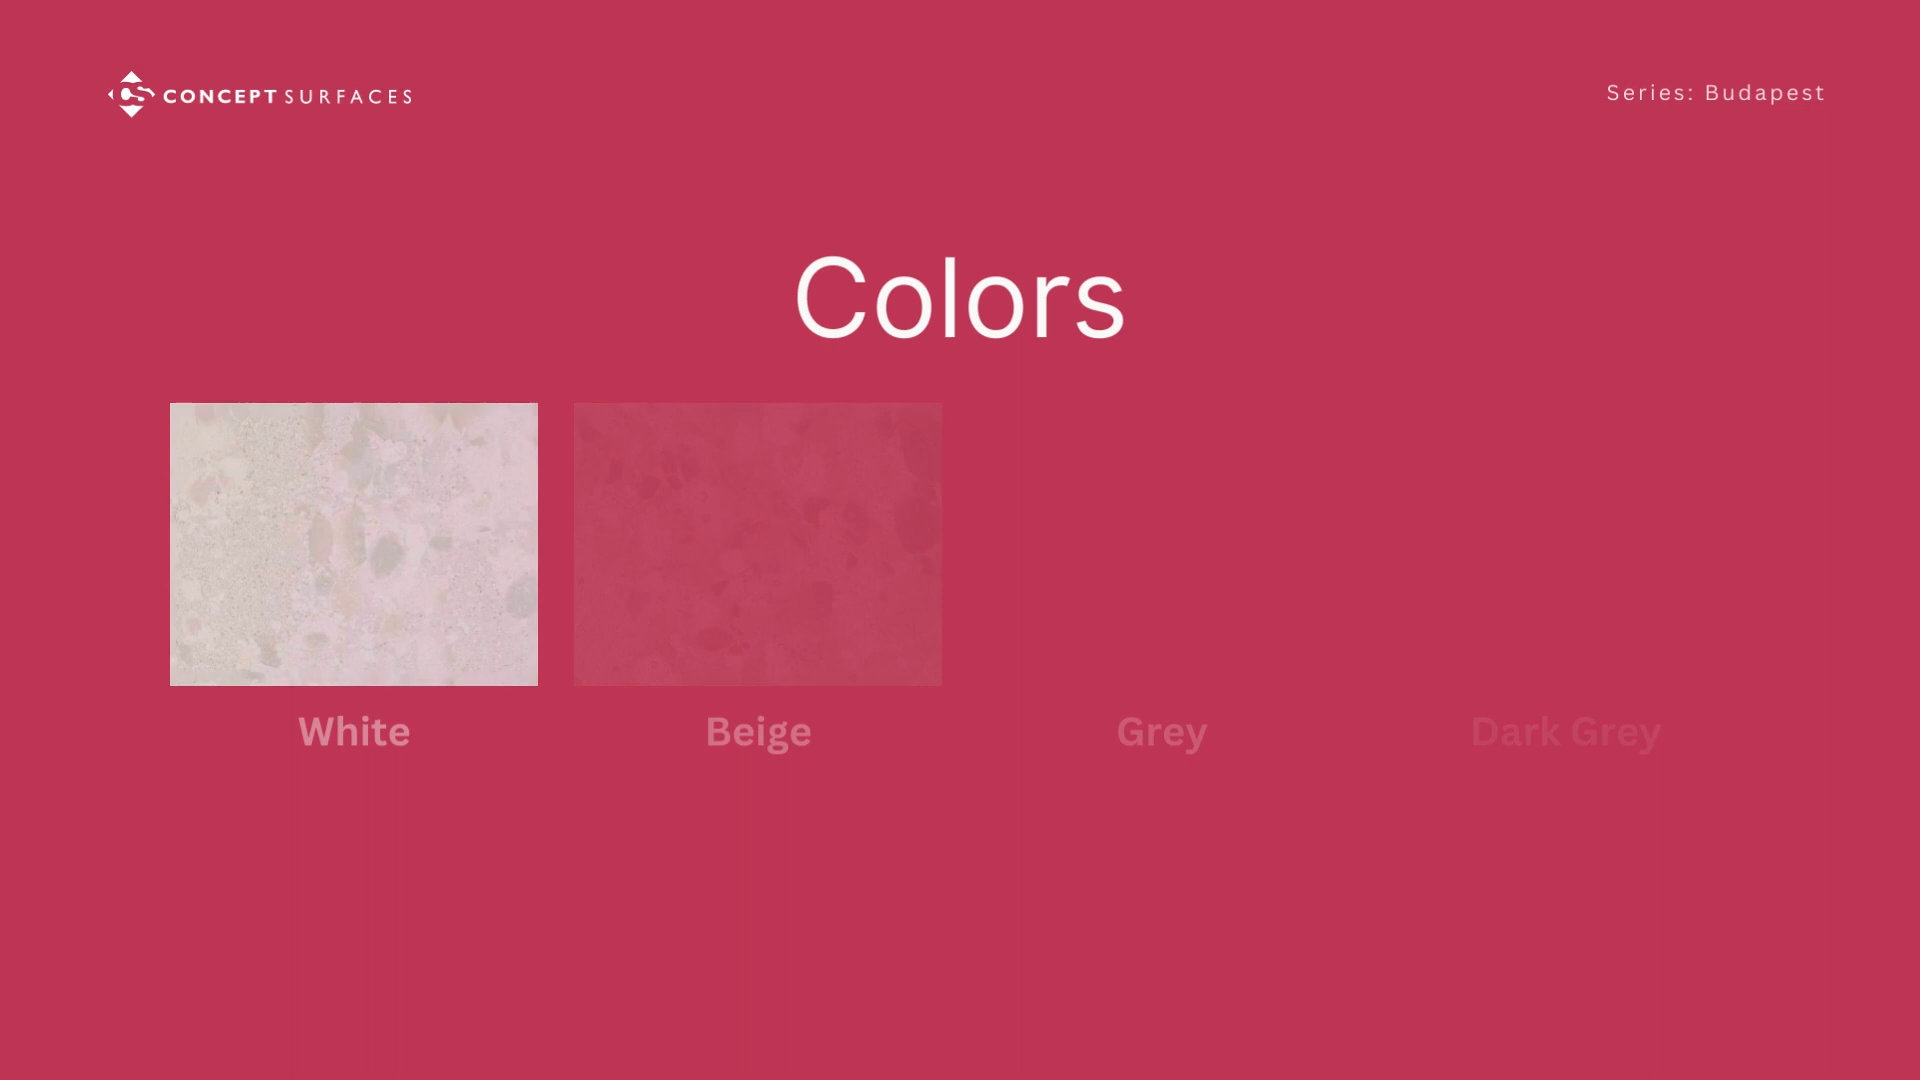 CONCEPT SURFACES
Series: Budapest
Colors
White
Beige
Grey
Dark Grey